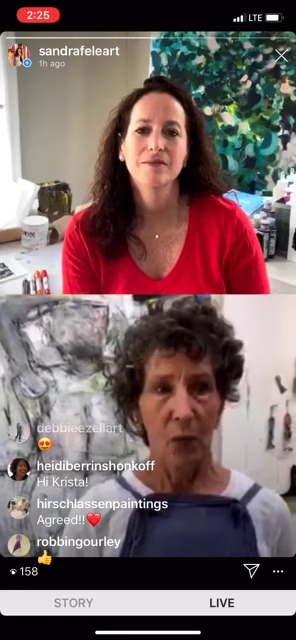 2:25
LTE
sandrafeleart
1h ago
debbieezellart
😍
heidiberrinshonkoff
Hi Krista!
hirschlassenpaintings
Agreed!!❤️
robbingourley
👍
158
STORY
LIVE